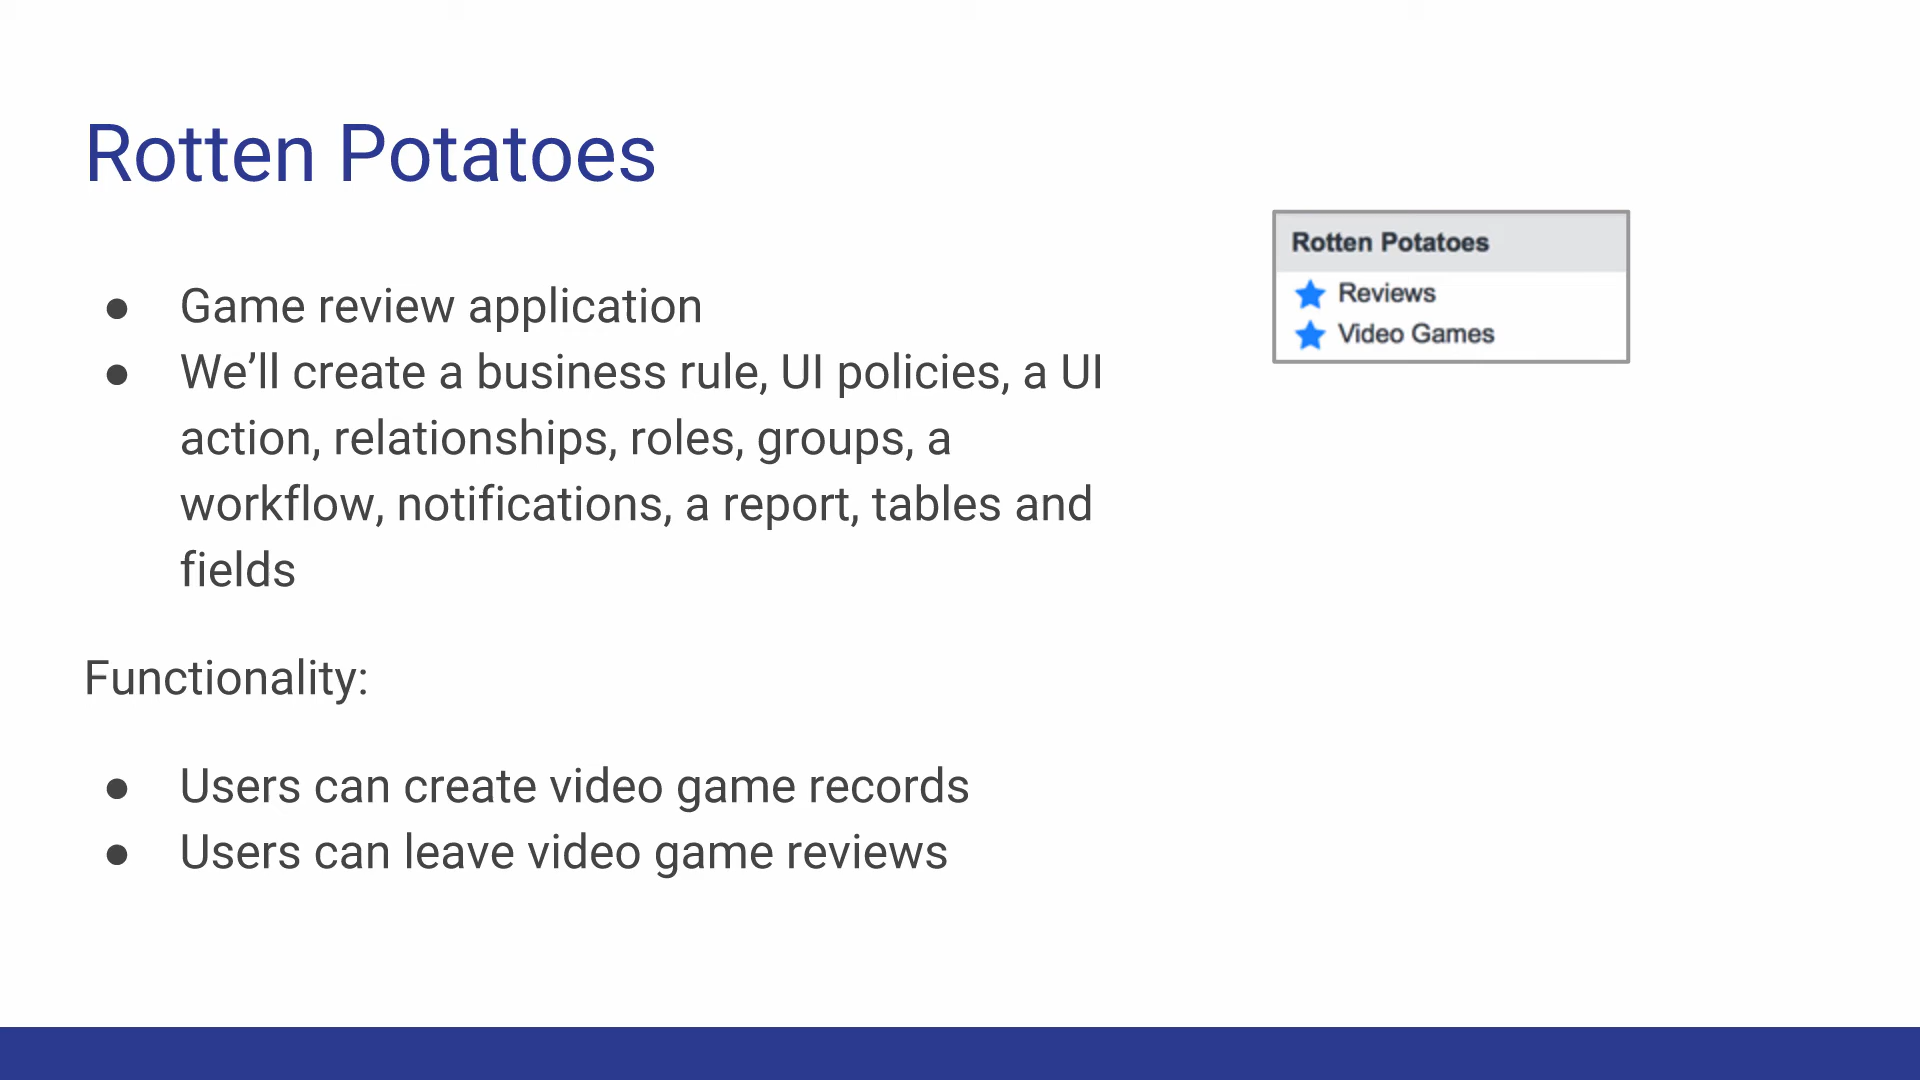 Rotten Potatoes
● Game review application
● We’ll create a business rule, UI policies, a UI
action, relationships, roles, groups, a
workflow, notifications, a report, tables and
fields
Functionality:
● Users can create video game records
● Users can leave video game reviews
Rotten Potatoes
Reviews
Video Games